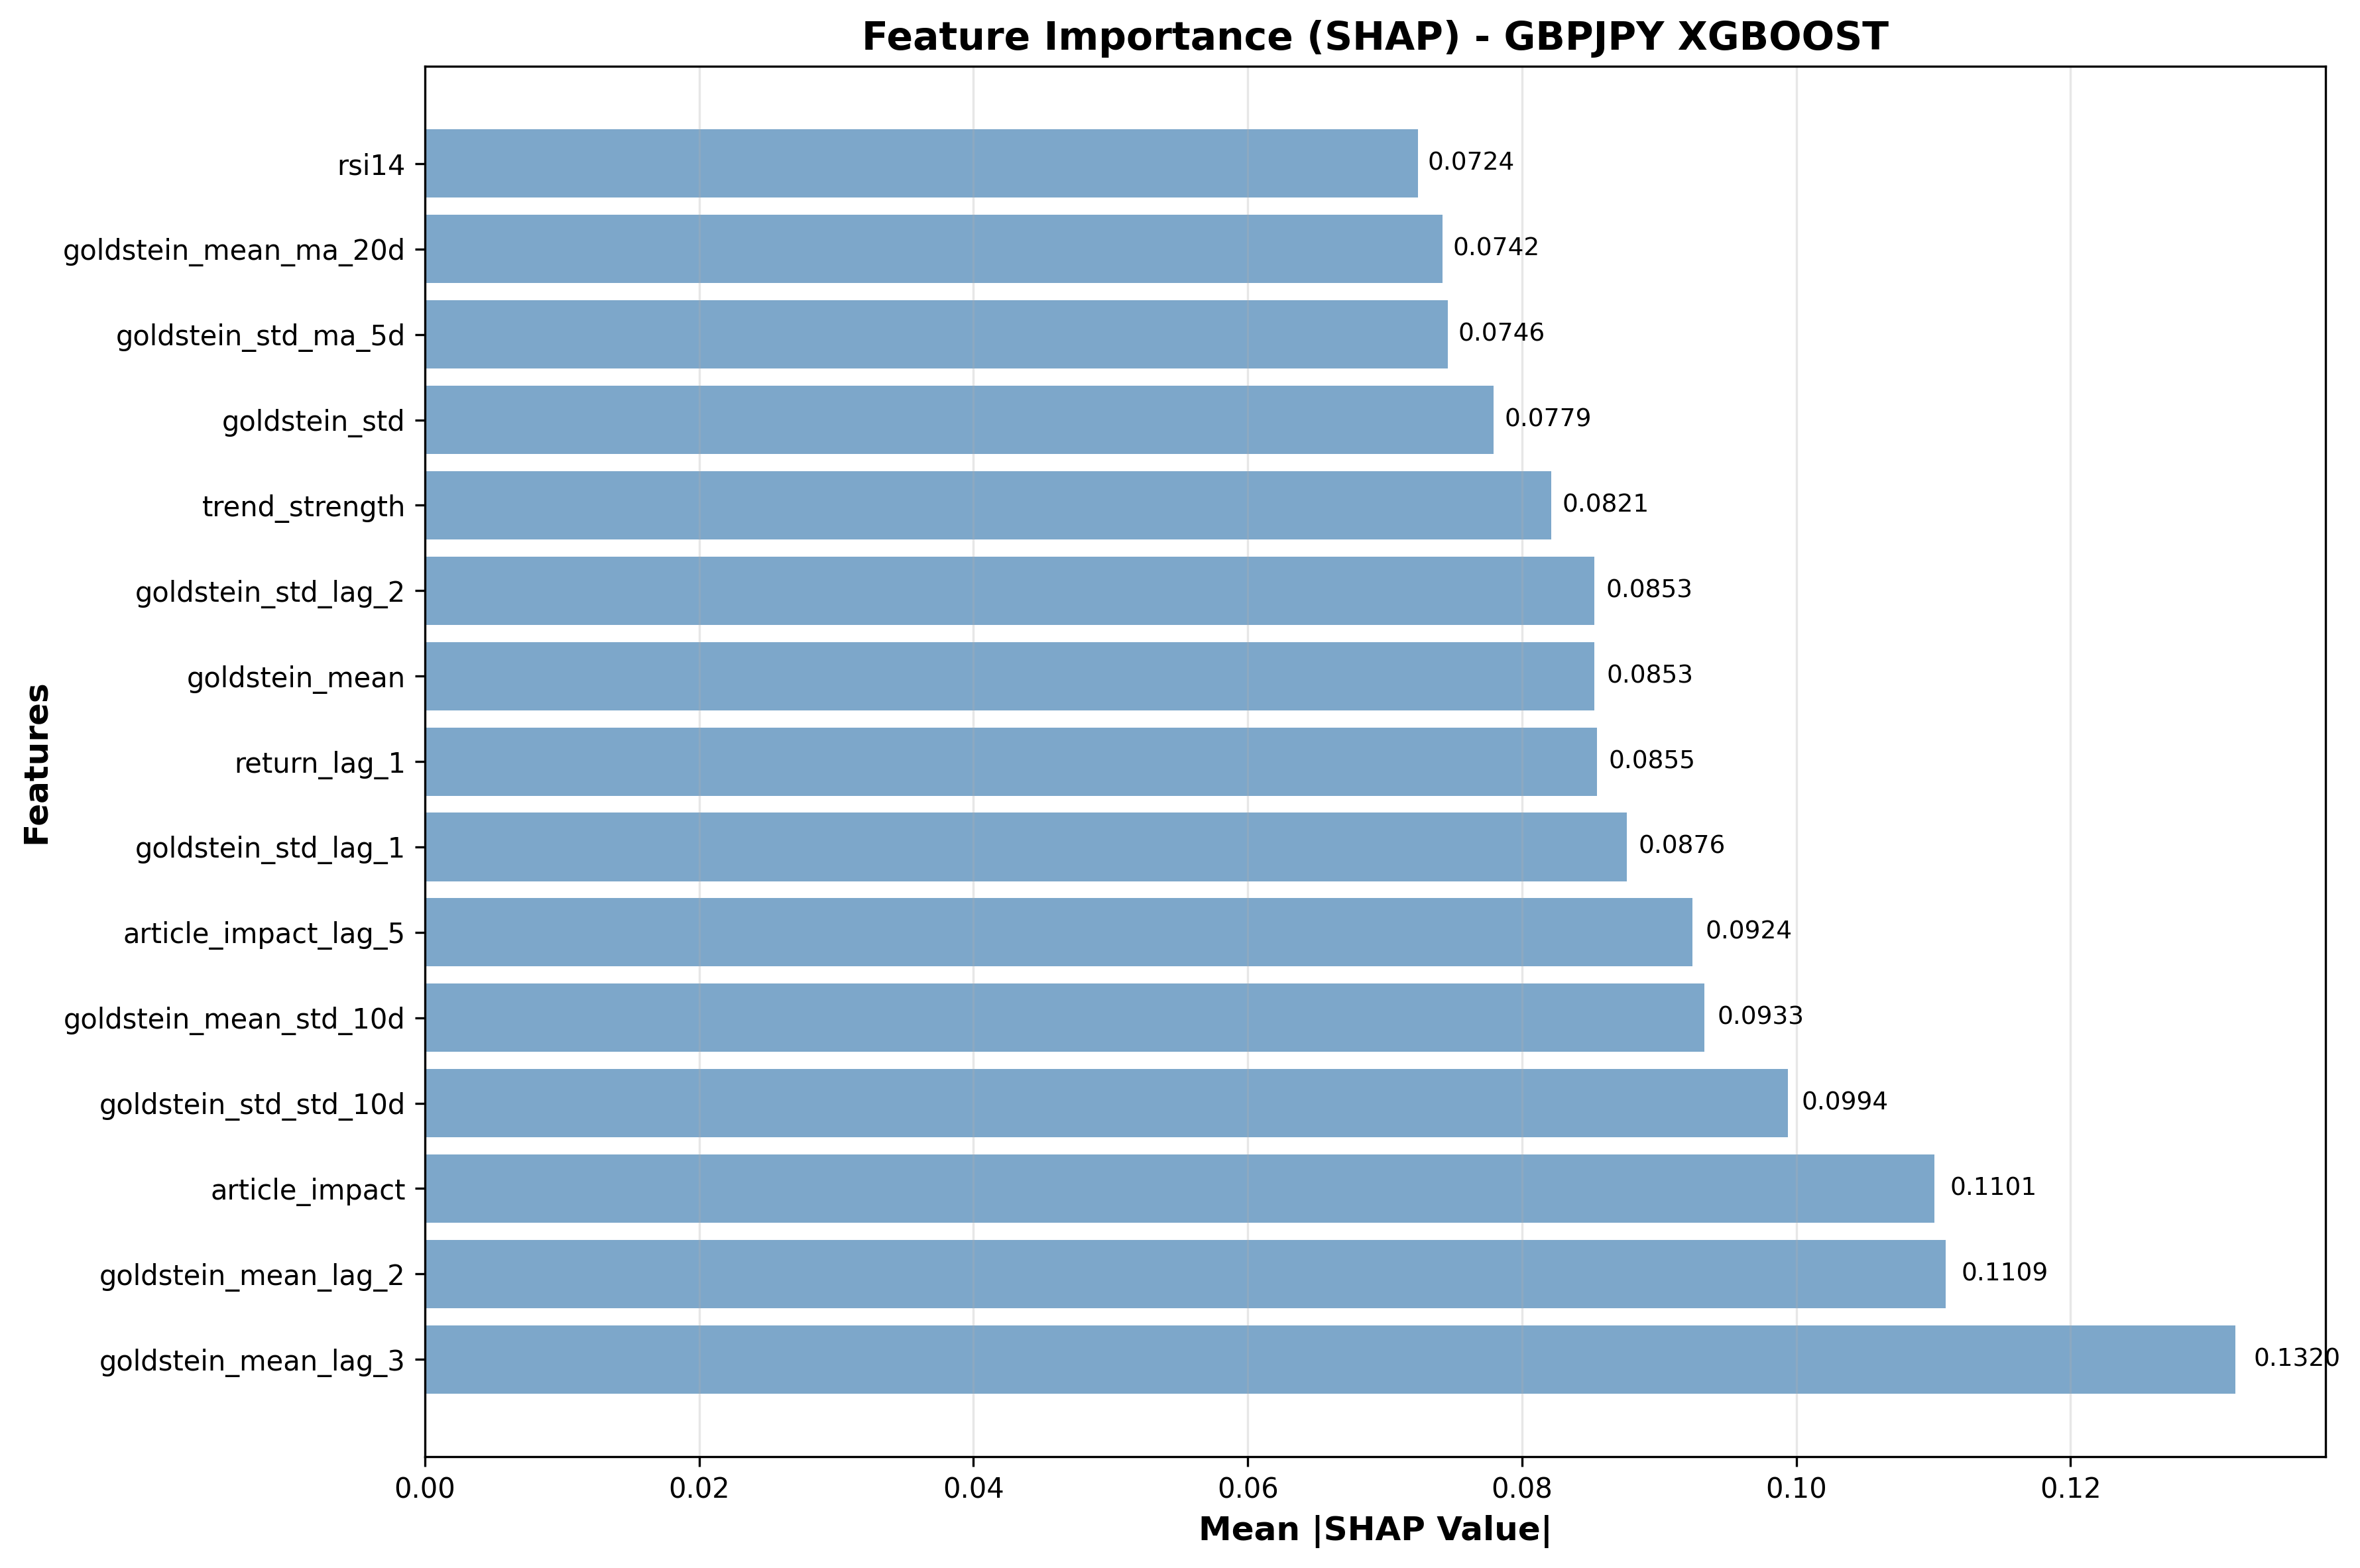 Feature Importance (SHAP) - GBPJPY XGBOOST
Features
rsi14 0.0724
goldstein_mean_ma_20d 0.0742
goldstein_std_ma_5d 0.0746
goldstein_std 0.0779
trend_strength 0.0821
goldstein_std_lag_2 0.0853
goldstein_mean 0.0853
return_lag_1 0.0855
goldstein_std_lag_1 0.0876
article_impact_lag_5 0.0924
goldstein_mean_std_10d 0.0933
goldstein_std_std_10d 0.0994
article_impact 0.1101
goldstein_mean_lag_2 0.1109
goldstein_mean_lag_3 0.1320
0.00 0.02 0.04 0.06 0.08 0.10 0.12
Mean |SHAP Value|